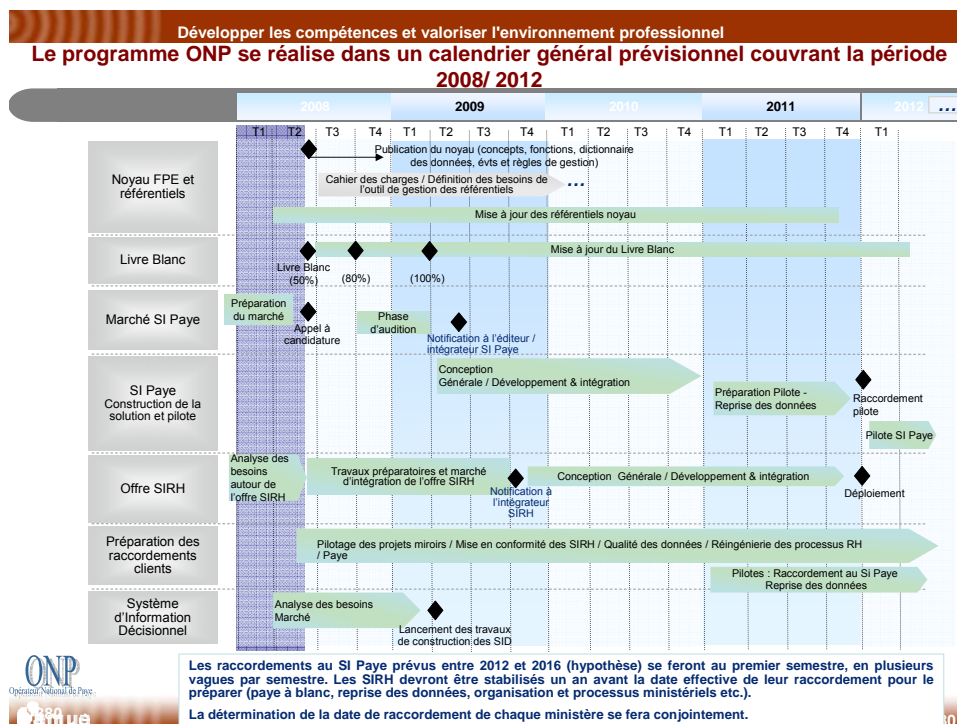 Développer les compétences et valoriser l'environnement professionnel
Le programme ONP se réalise dans un calendrier général prévisionnel couvrant la période
2008/ 2012
2008
2009
2010
2011
2012
...
T1 T2 T3 T4 T1 T2 T3 T4 T1 T2 T3 T4 T1 T2 T3 T4 T1
Noyau FPE et
référentiels
Publication du noyau (concepts, fonctions, dictionnaire
des données, évts et règles de gestion)
Cahier des charges / Définition des besoins de
l'outil de gestion des référentiels
...
Mise à jour des référentiels noyau
Livre Blanc
Mise à jour du Livre Blanc
Livre Blanc
(50%)
(80%)
(100%)
Marché SI Paye
Préparation
du marché
Appel à
candidature
Phase
d'audition
Notification à l'éditeur /
intégrateur SI Paye
SI Paye
Construction de la
solution et pilote
Conception
Générale / Développement & intégration
Préparation Pilote -
Reprise des données
Raccordement
pilote
Pilote SI Paye
Offre SIRH
Analyse des
besoins
autour de
l'offre SIRH
Travaux préparatoires et marché
d'intégration de l'offre SIRH
Notification à
l'intégrateur
SIRH
Conception Générale / Développement & intégration
Déploiement
Préparation des
raccordements
clients
Pilotage des projets miroirs / Mise en conformité des SIRH / Qualité des données / Réingénierie des processus RH
/ Paye
Pilotes : Raccordement au Si Paye
Reprise des données
Système
d'Information
Décisionnel
Analyse des besoins
Marché
Lancement des travaux
de construction des SID
ONP
Opérateur National de Paye
Les raccordements au SI Paye prévus entre 2012 et 2016 (hypothèse) se feront au premier semestre, en plusieurs
vagues par semestre. Les SIRH devront être stabilisés un an avant la date effective de leur raccordement pour le
préparer (paye à blanc, reprise des données, organisation et processus ministériels etc.).
La détermination de la date de raccordement de chaque ministère se fera conjointement.